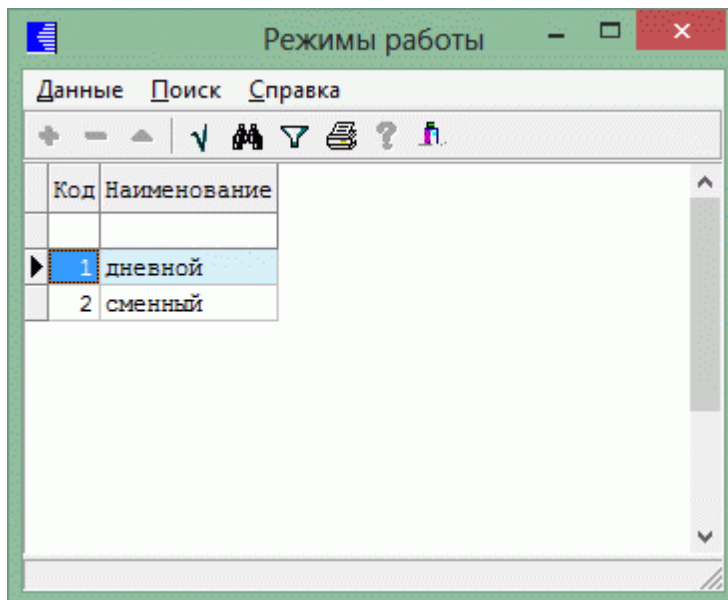 Режимы работы
Данные Поиск Справка
Код Наименование
1 дневной
2 сменный